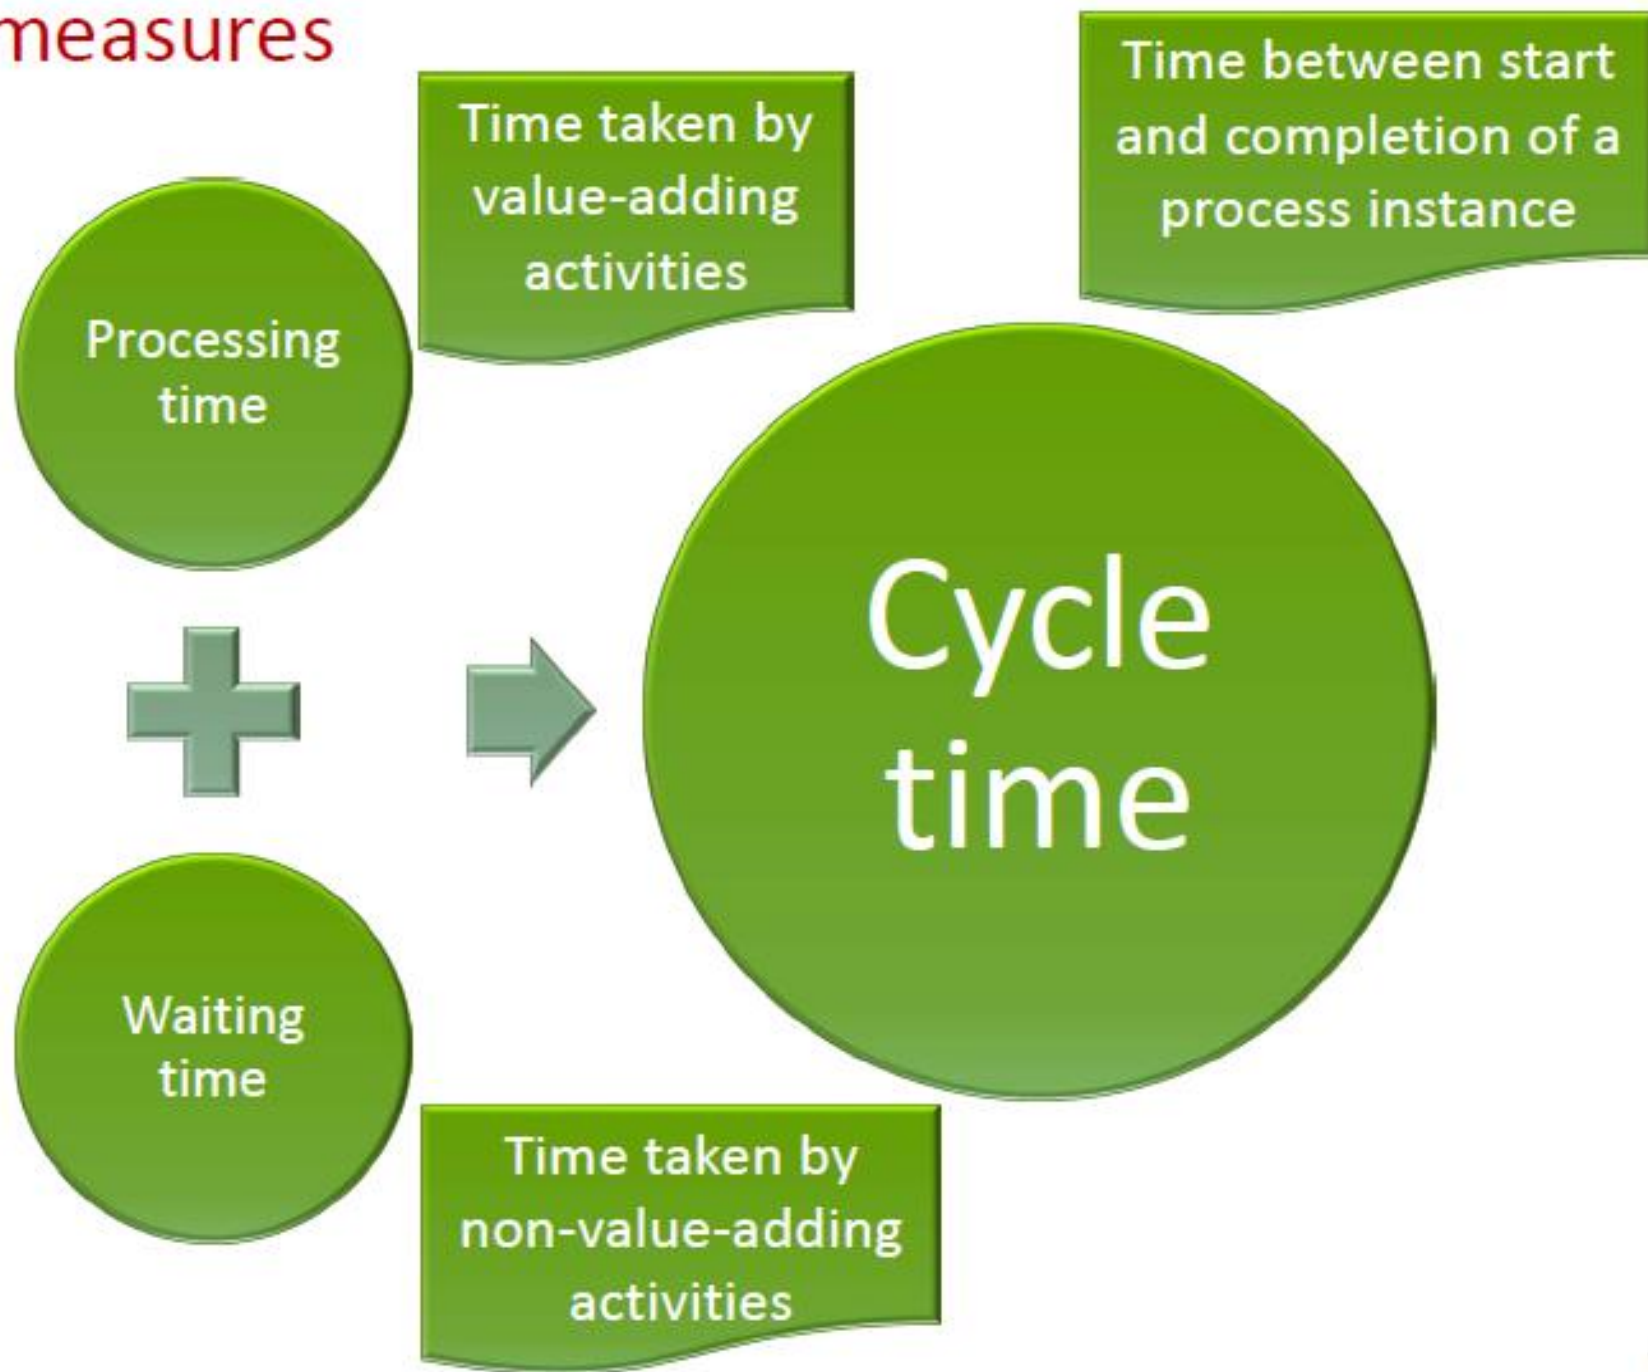 measures
Time taken by
value-adding
activities
Time between start
and completion of a
process instance
Processing
time
Cycle
time
Waiting
time
Time taken by
non-value-adding
activities